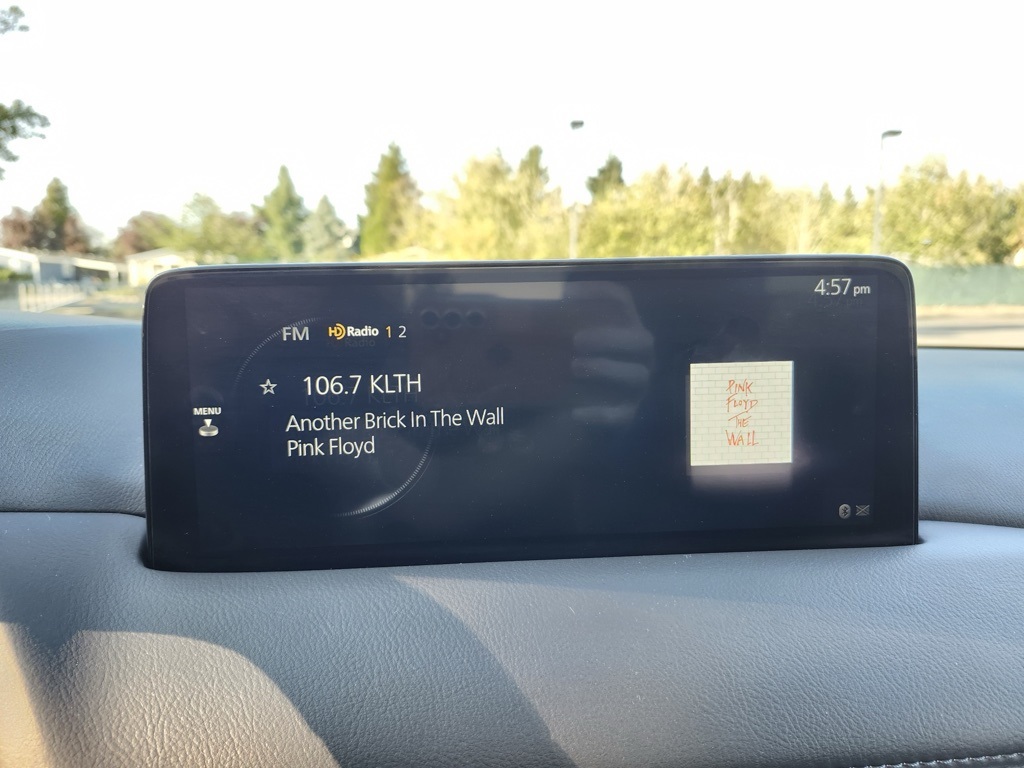 4:57 pm
FM HD Radio 1 2
106.7 KLTH
MENU
Another Brick In The Wall
Pink Floyd
PINK
FLOYD
THE
WALL